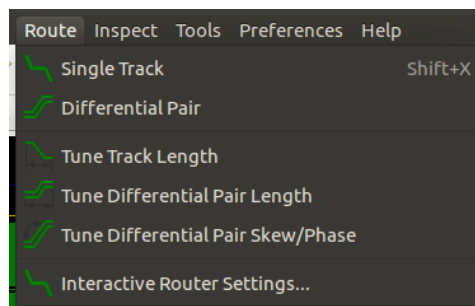 Route Inspect Tools Preferences Help
Single Track Shift+X
Differential Pair
Tune Track Length
Tune Differential Pair Length
Tune Differential Pair Skew/Phase
Interactive Router Settings...